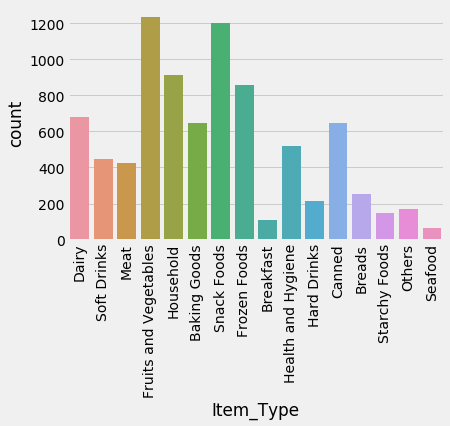 1200
1000
800
600
400
200
0
count
Dairy
Soft Drinks
Meat
Fruits and Vegetables
Household
Baking Goods
Snack Foods
Frozen Foods
Breakfast
Health and Hygiene
Hard Drinks
Canned
Breads
Starchy Foods
Others
Seafood
Item_Type